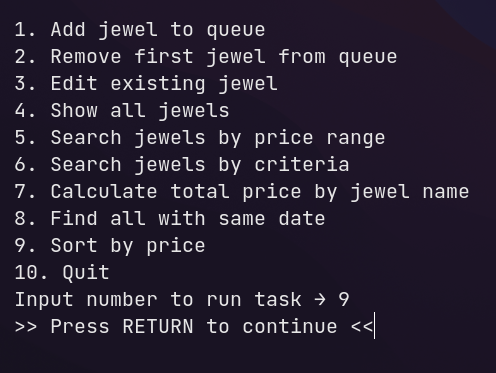 1. Add jewel to queue
2. Remove first jewel from queue
3. Edit existing jewel
4. Show all jewels
5. Search jewels by price range
6. Search jewels by criteria
7. Calculate total price by jewel name
8. Find all with same date
9. Sort by price
10. Quit
Input number to run task → 9
>> Press RETURN to continue <<